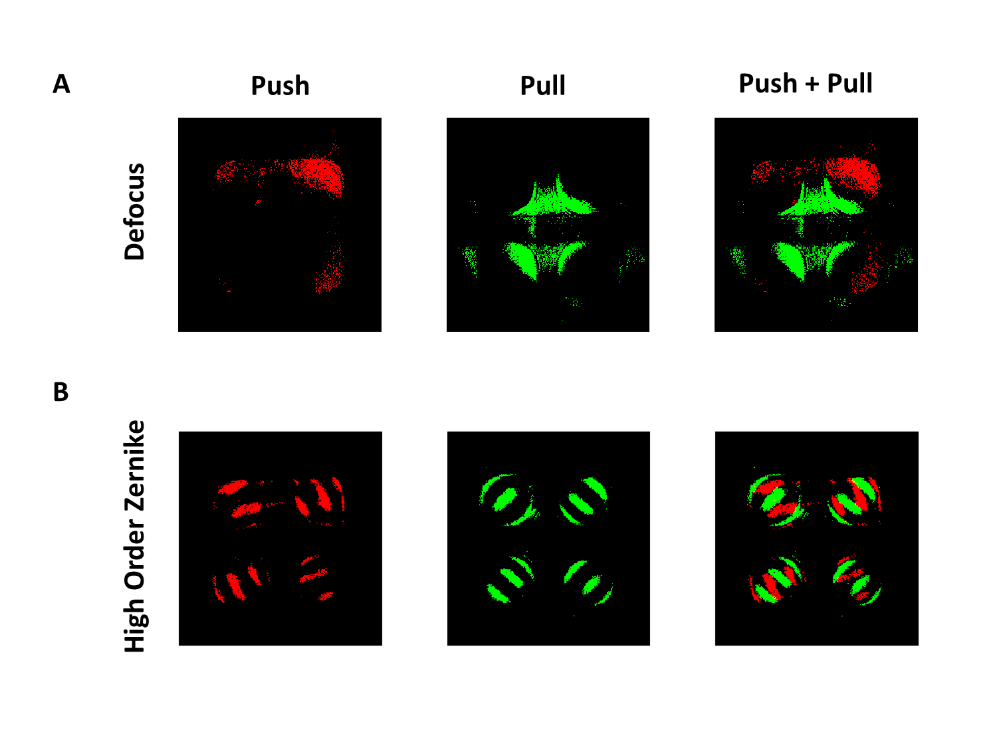 A
Push
Pull
Push + Pull
Defocus
B
High Order Zernike